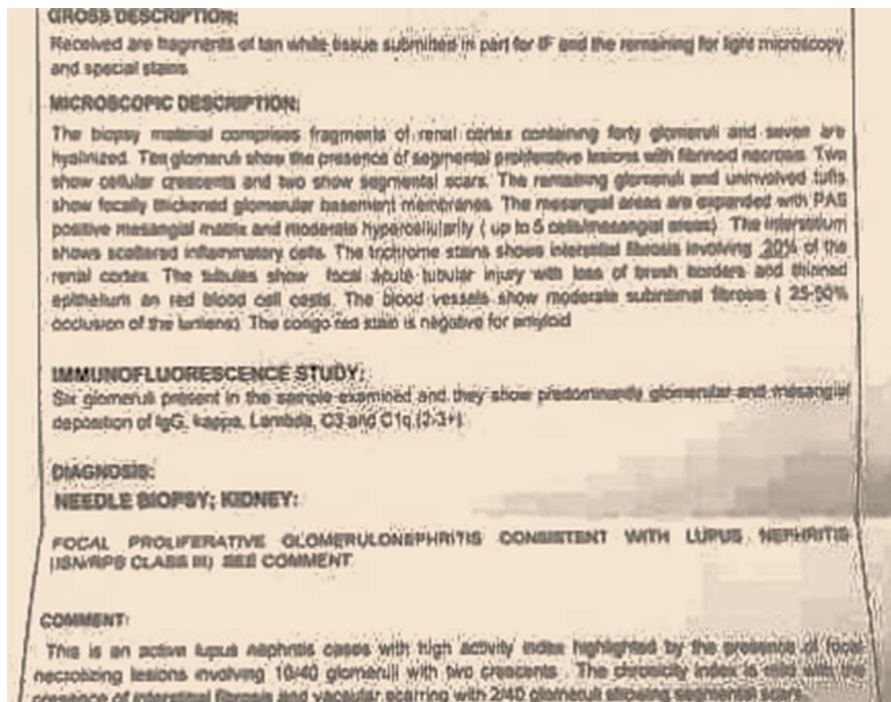 GROSS DESCRIPTION:
Received are fragments of tan white tissue submitted in part for IF and the remaining for light microscopy
and special stains
MICROSCOPIC DESCRIPTION:
The biopsy material comprises fragments of renal cortex containing forty glomeruli and seven are
hyalinized. Ten glomeruli show the presence of segmental proliferative lesions with fibrinoid necrosis. Two
show cellular crescents and two show segmental scars. The remaining glomeruli and uninvolved tufts
show focally thickened glomerular basement membranes. The mesangial areas are expanded with PAS
positive mesangial matrix and moderate hypercellularity ( up to 5 cells/mesangial areas). The interstitium
shows scattered inflammatory cells. The trichrome stains shows interstitial fibrosis involving 20% of the
renal cortex. The tubules show focal acute tubular injury with loss of brush borders and thinned
epithelium an red blood cell casts. The blood vessels show moderate subintimal fibrosis ( 25-50%
occlusion of the lumens). The congo red stain is negative for amyloid
IMMUNOFLUORESCENCE STUDY:
Six glomeruli present in the sample examined and they show predominantly glomerular and mesangial
deposition of IgG, kappa, Lambda, C3 and C1q (2-3+)
DIAGNOSIS:
NEEDLE BIOPSY; KIDNEY:
FOCAL PROLIFERATIVE GLOMERULONEPHRITIS CONSISTENT WITH LUPUS NEPHRITIS
(ISN/RPS CLASS III) SEE COMMENT
COMMENT:
This is an active lupus nephritis cases with high activity index highlighted by the presence of focal
necrotizing lesions involving 10/40 glomeruli with two crescents. The chronicity index is mild with the
presence of interstitial fibrosis and vascular scarring with 2/40 glomeruli showing segmental scars